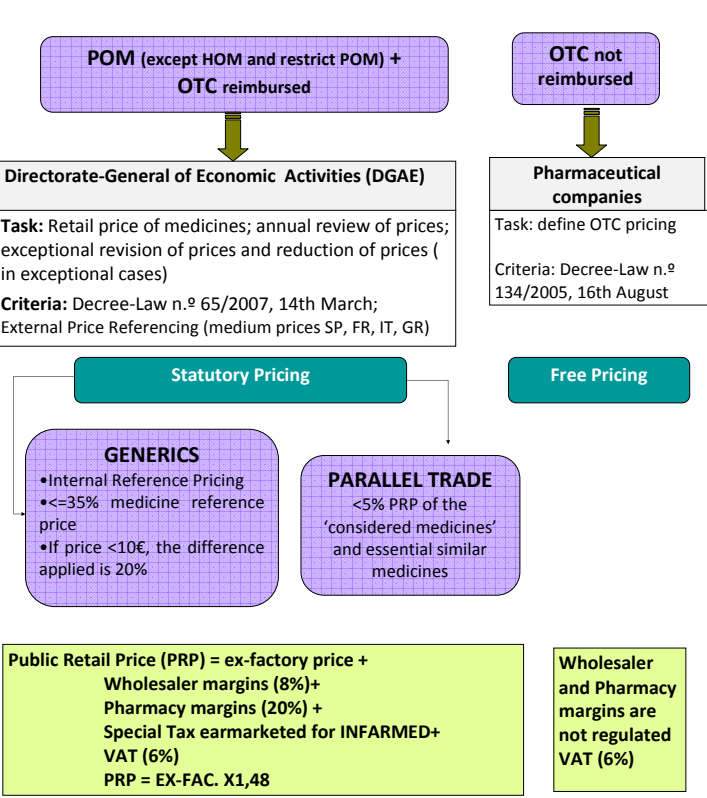 POM (except HOM and restrict POM) +
OTC reimbursed
OTC not
reimbursed
Directorate-General of Economic Activities (DGAE)
Task: Retail price of medicines; annual review of prices;
exceptional revision of prices and reduction of prices (
in exceptional cases)
Criteria: Decree-Law n.º 65/2007, 14th March;
External Price Referencing (medium prices SP, FR, IT, GR)
Pharmaceutical
companies
Task: define OTC pricing
Criteria: Decree-Law n.º
134/2005, 16th August
Statutory Pricing
Free Pricing
GENERICS
•Internal Reference Pricing
•<=35% medicine reference
price
•If price <10€, the difference
applied is 20%
PARALLEL TRADE
<5% PRP of the
‘considered medicines’
and essential similar
medicines
Public Retail Price (PRP) = ex-factory price +
Wholesaler margins (8%)+
Pharmacy margins (20%) +
Special Tax earmarketed for INFARMED+
VAT (6%)
PRP = EX-FAC. X1,48
Wholesaler
and Pharmacy
margins are
not regulated
VAT (6%)